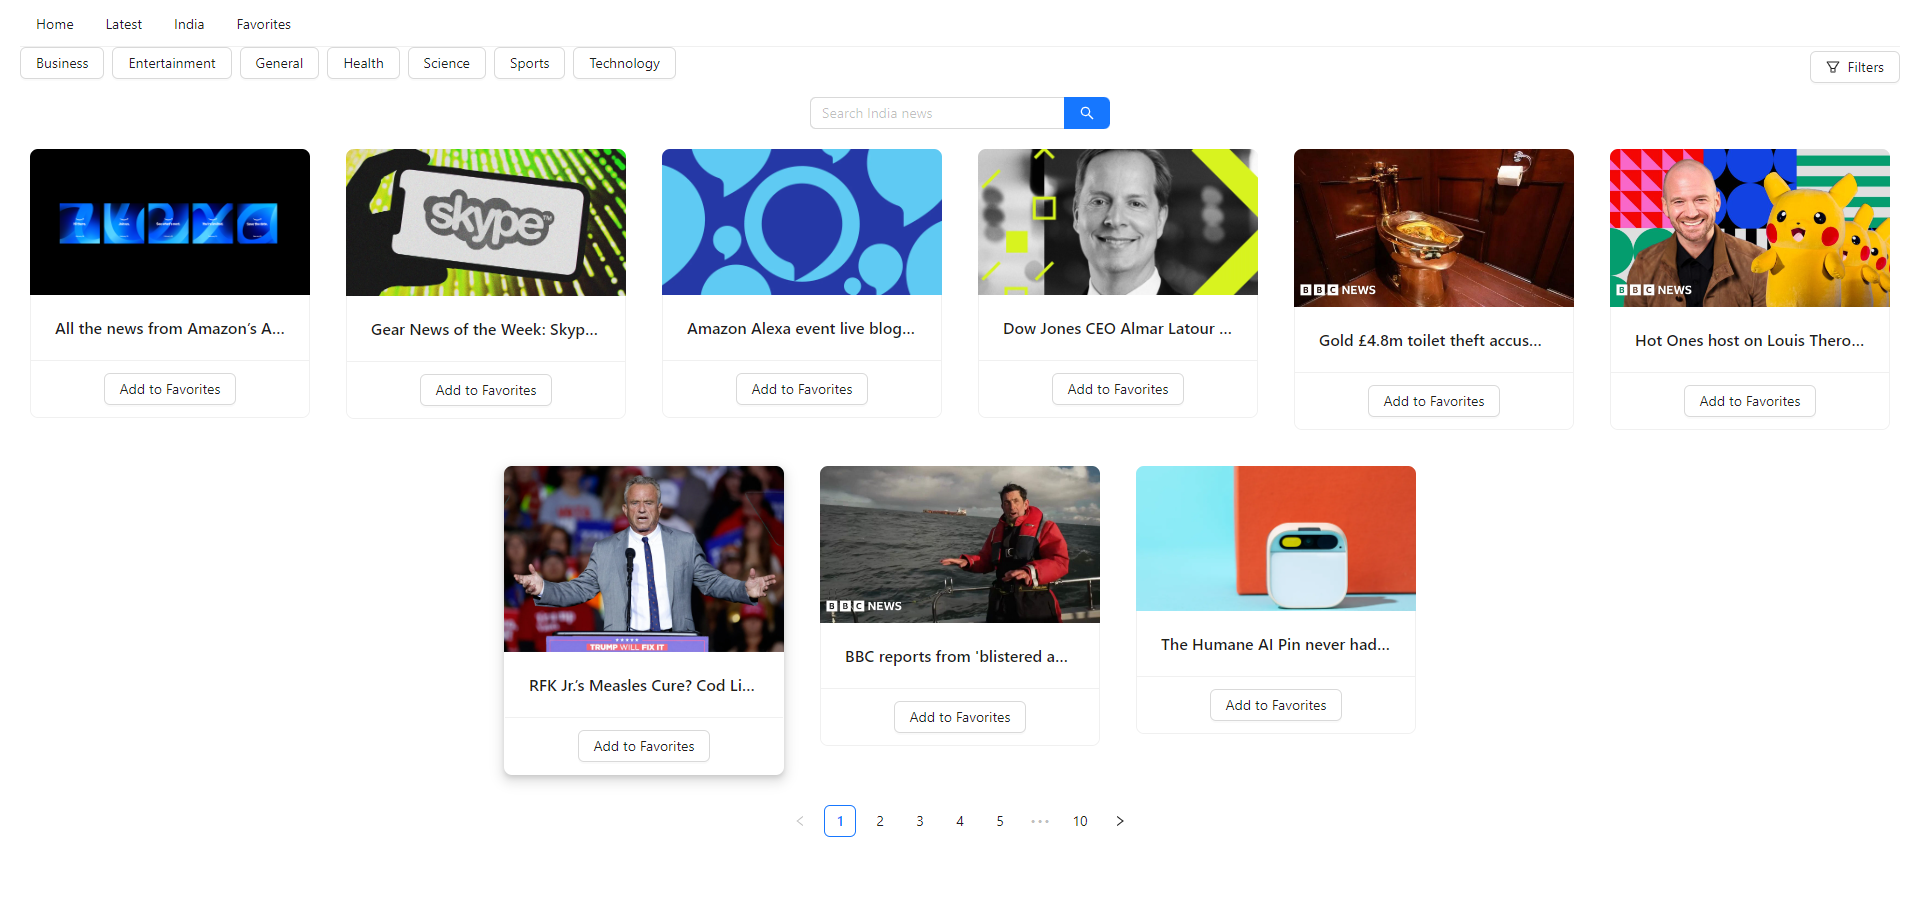 Home Latest India Favorites
Business Entertainment General Health Science Sports Technology
Filters
Search India news
skype™
BBC NEWS
BBC NEWS
All the news from Amazon’s A...
Gear News of the Week: Skyp...
Amazon Alexa event live blog...
Dow Jones CEO Almar Latour ...
Gold £4.8m toilet theft accus...
Hot Ones host on Louis Thero...
Add to Favorites
Add to Favorites
Add to Favorites
Add to Favorites
Add to Favorites
Add to Favorites
TRUMP WILL FIX IT
BBC NEWS
RFK Jr.’s Measles Cure? Cod Li...
BBC reports from 'blistered a...
The Humane AI Pin never had...
Add to Favorites
Add to Favorites
Add to Favorites
1 2 3 4 5 ••• 10